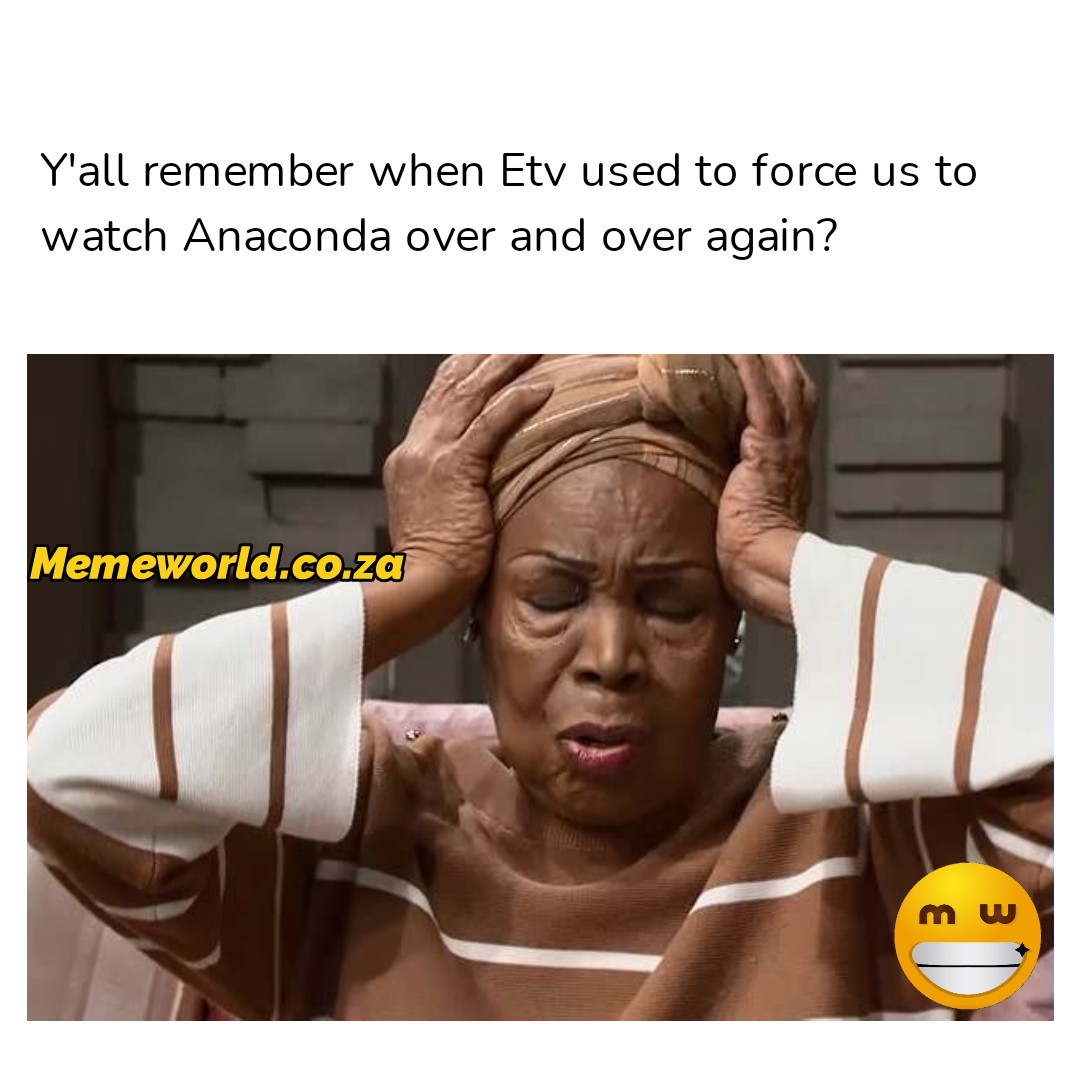 Y'all remember when Etv used to force us to
watch Anaconda over and over again?
Memeworld.co.za
m w